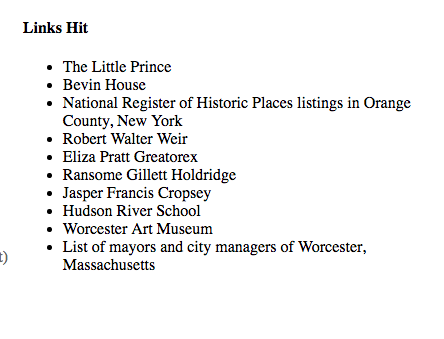 Links Hit
• The Little Prince
• Bevin House
• National Register of Historic Places listings in Orange
County, New York
• Robert Walter Weir
• Eliza Pratt Greatorex
• Ransome Gillett Holdridge
• Jasper Francis Cropsey
• Hudson River School
• Worcester Art Museum
t)
• List of mayors and city managers of Worcester,
Massachusetts